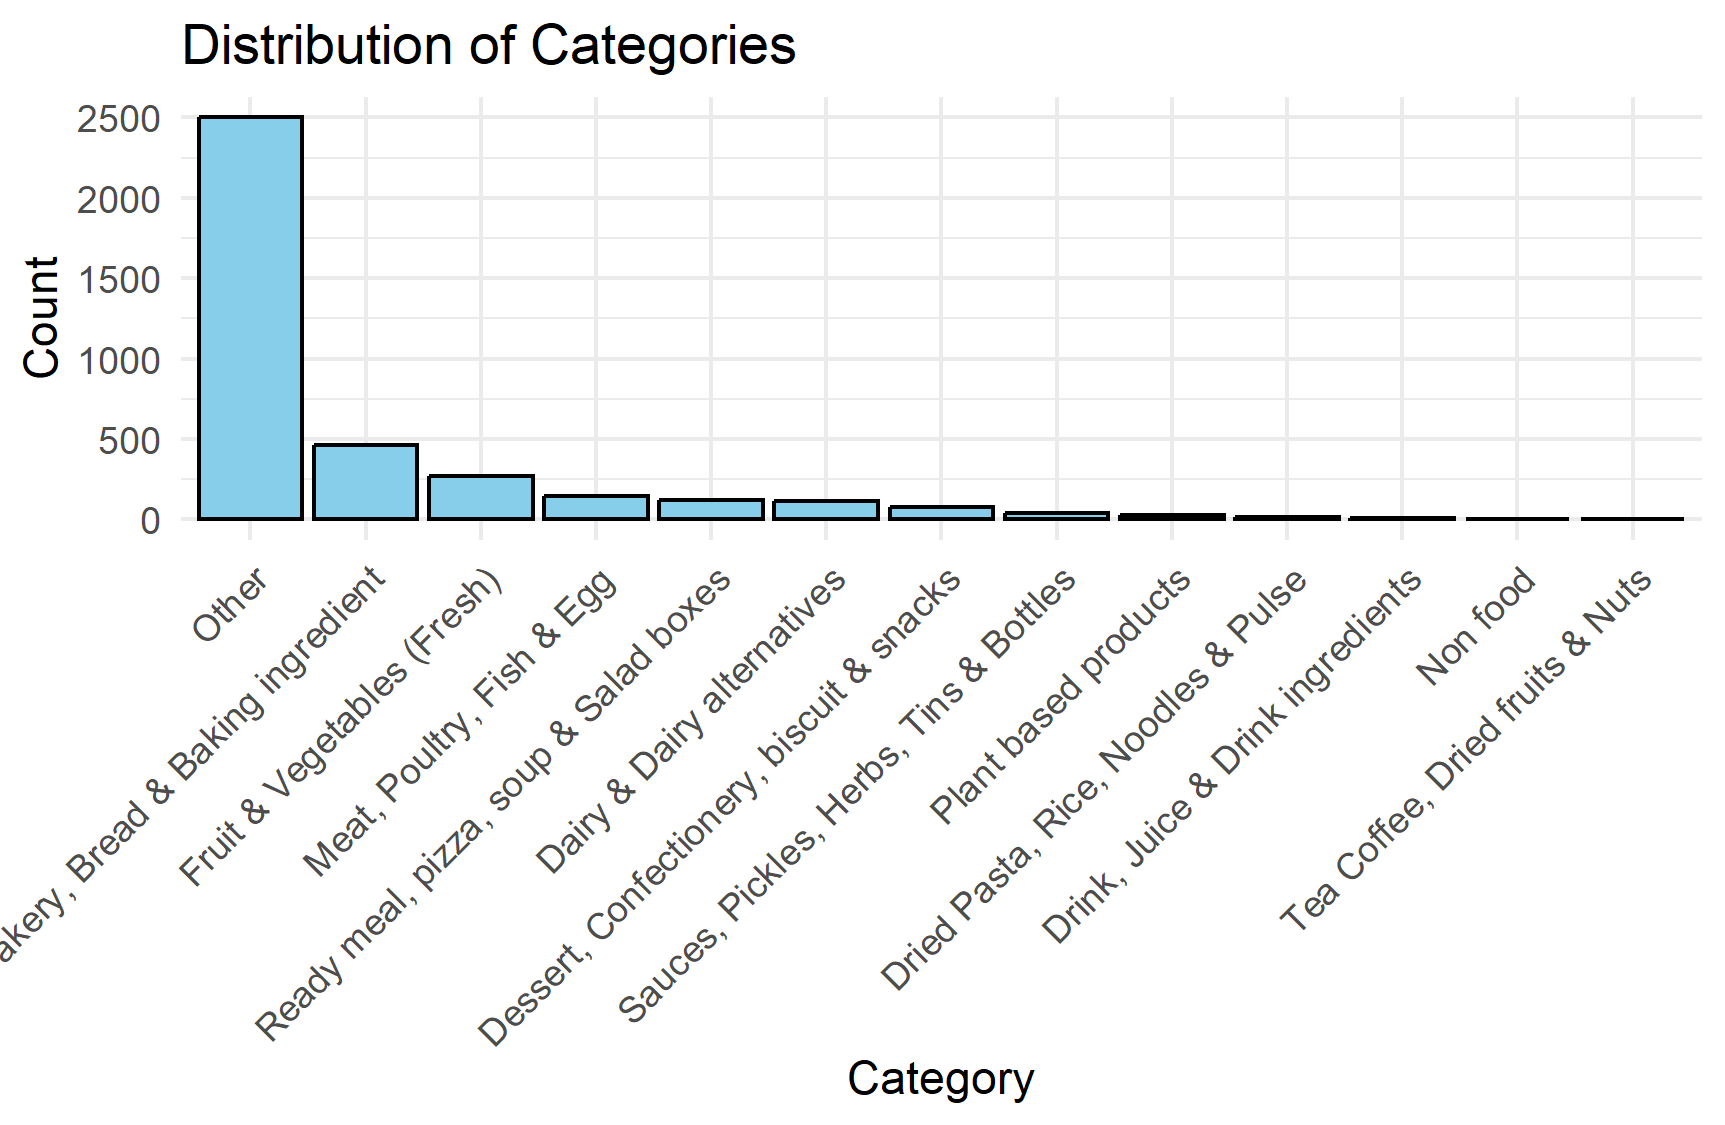 Distribution of Categories
Count
2500
2000
1500
1000
500
0
Other
akery, Bread & Baking ingredient
Fruit & Vegetables (Fresh)
Meat, Poultry, Fish & Egg
Ready meal, pizza, soup & Salad boxes
Dairy & Dairy alternatives
Dessert, Confectionery, biscuit & snacks
Sauces, Pickles, Herbs, Tins & Bottles
Plant based products
Dried Pasta, Rice, Noodles & Pulse
Drink, Juice & Drink ingredients
Non food
Tea Coffee, Dried fruits & Nuts
Category